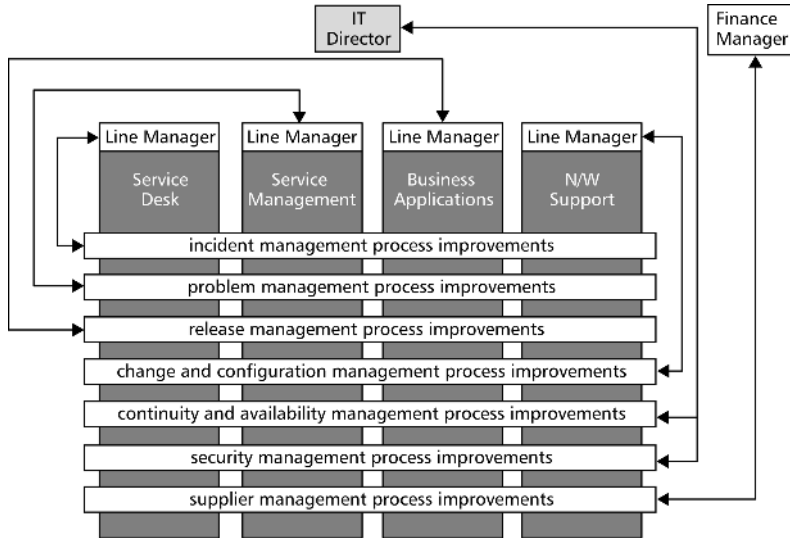 IT
Director
Finance
Manager
Line Manager
Line Manager
Line Manager
Line Manager
Service
Desk
Service
Management
Business
Applications
N/W
Support
incident management process improvements
problem management process improvements
release management process improvements
change and configuration management process improvements
continuity and availability management process improvements
security management process improvements
supplier management process improvements